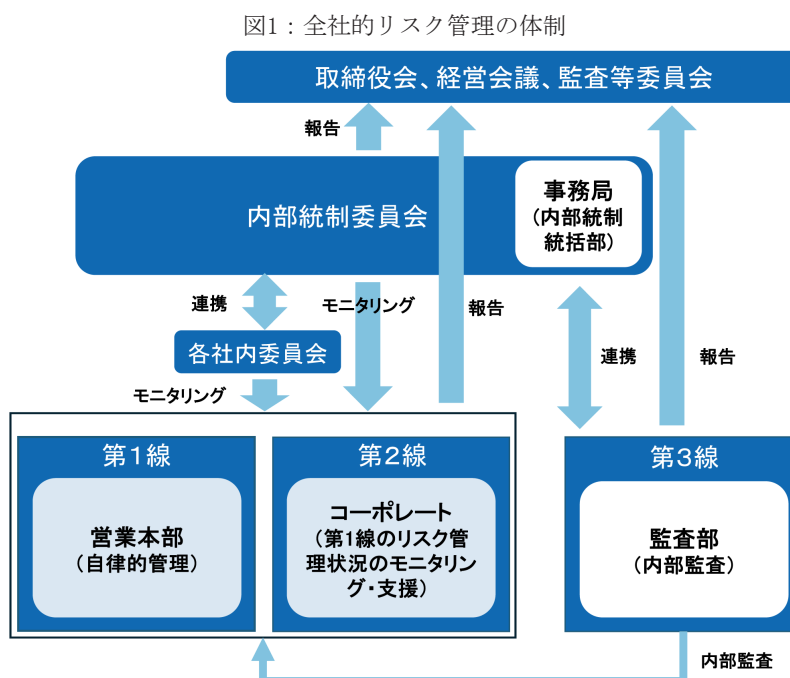 図1：全社的リスク管理の体制
取締役会、経営会議、監査等委員会
報告
内部統制委員会
事務局
(内部統制
統括部)
連携
モニタリング
報告
連携
報告
各社内委員会
モニタリング
第1線
営業本部
(自律的管理)
第2線
コーポレート
(第1線のリスク管
理状況のモニタリン
グ・支援)
第3線
監査部
(内部監査)
内部監査